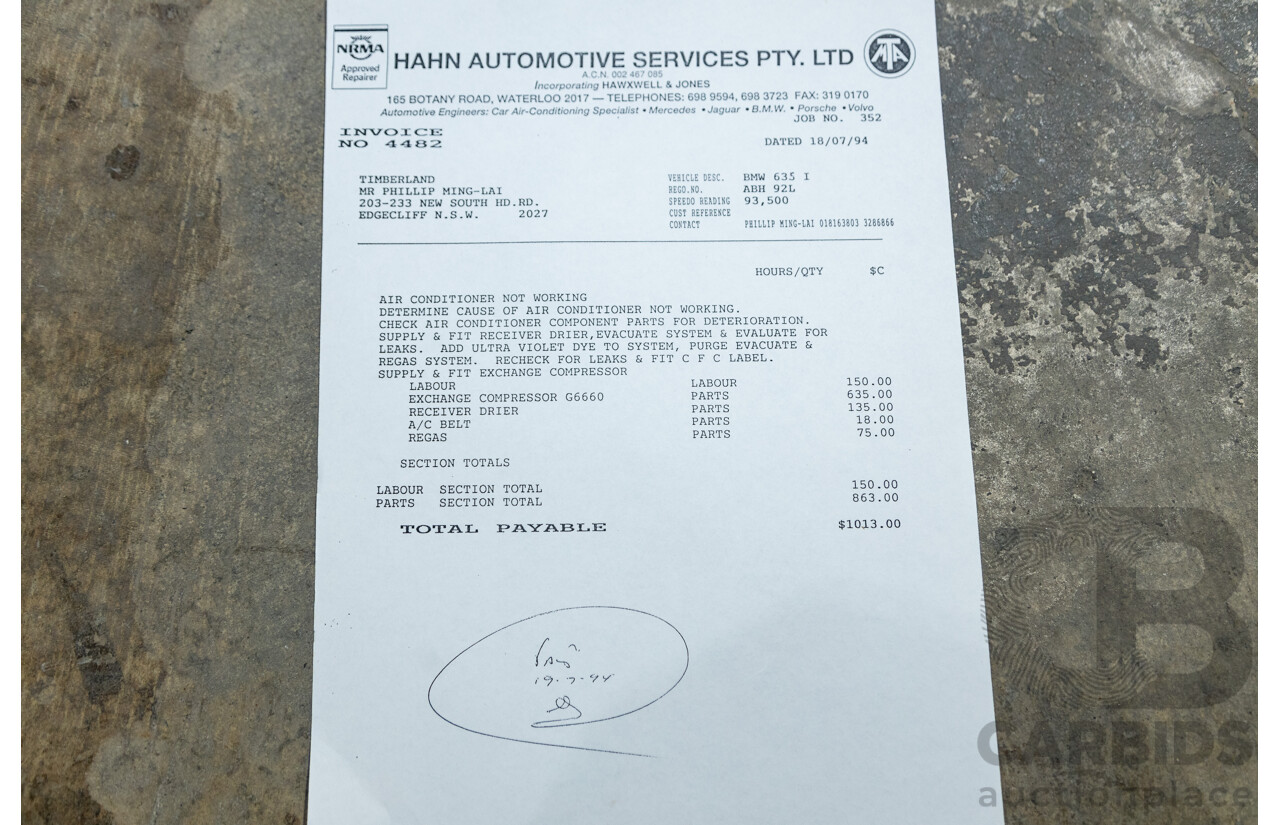 NRMA
Approved
Repairer
HAHN AUTOMOTIVE SERVICES PTY. LTD
MTA
A.C.N. 002 467 085
Incorporating HAWXWELL & JONES
165 BOTANY ROAD, WATERLOO 2017 — TELEPHONES: 698 9594, 698 3723 FAX: 319 0170
Automotive Engineers: Car Air-Conditioning Specialist • Mercedes • Jaguar • B.M.W. • Porsche • Volvo
JOB NO. 352
INVOICE
NO 4482
DATED 18/07/94
TIMBERLAND
MR PHILLIP MING-LAI
203-233 NEW SOUTH HD.RD.
EDGECLIFF N.S.W. 2027
VEHICLE DESC. BMW 635 I
REGO.NO. ABH 92L
SPEEDO READING 93,500
CUST REFERENCE
CONTACT PHILLIP MING-LAI 018163803 3286866
HOURS/QTY $C
AIR CONDITIONER NOT WORKING
DETERMINE CAUSE OF AIR CONDITIONER NOT WORKING.
CHECK AIR CONDITIONER COMPONENT PARTS FOR DETERIORATION.
SUPPLY & FIT RECEIVER DRIER,EVACUATE SYSTEM & EVALUATE FOR
LEAKS. ADD ULTRA VIOLET DYE TO SYSTEM, PURGE EVACUATE &
REGAS SYSTEM. RECHECK FOR LEAKS & FIT C F C LABEL.
SUPPLY & FIT EXCHANGE COMPRESSOR
LABOUR LABOUR 150.00
EXCHANGE COMPRESSOR G6660 PARTS 635.00
RECEIVER DRIER PARTS 135.00
A/C BELT PARTS 18.00
REGAS PARTS 75.00
SECTION TOTALS
LABOUR SECTION TOTAL 150.00
PARTS SECTION TOTAL 863.00
TOTAL PAYABLE $1013.00
19-7-94
CARBIDS
auctionplace